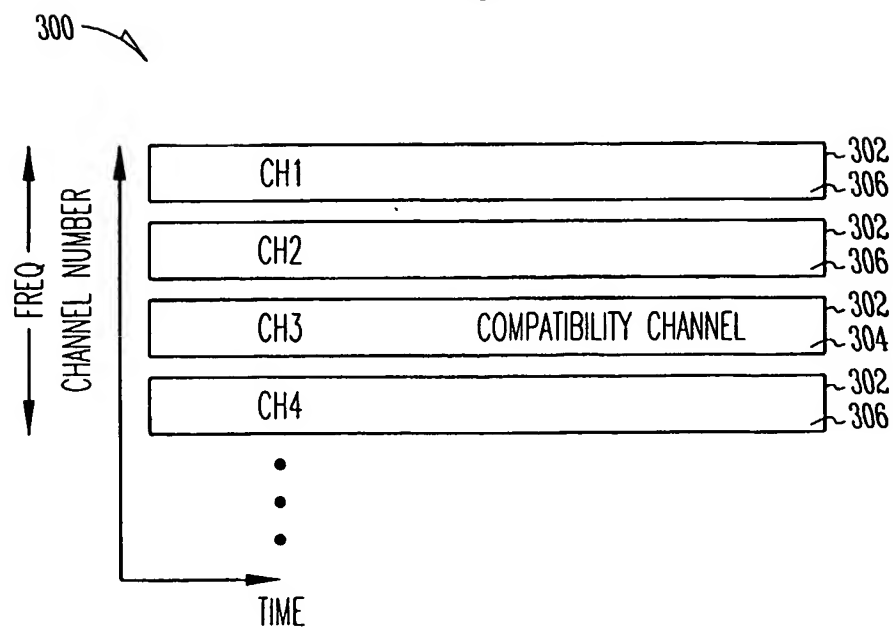 300
CH1
302
306
CH2
302
306
CH3 COMPATIBILITY CHANNEL
302
304
CH4
302
306
FREQ
CHANNEL NUMBER
TIME